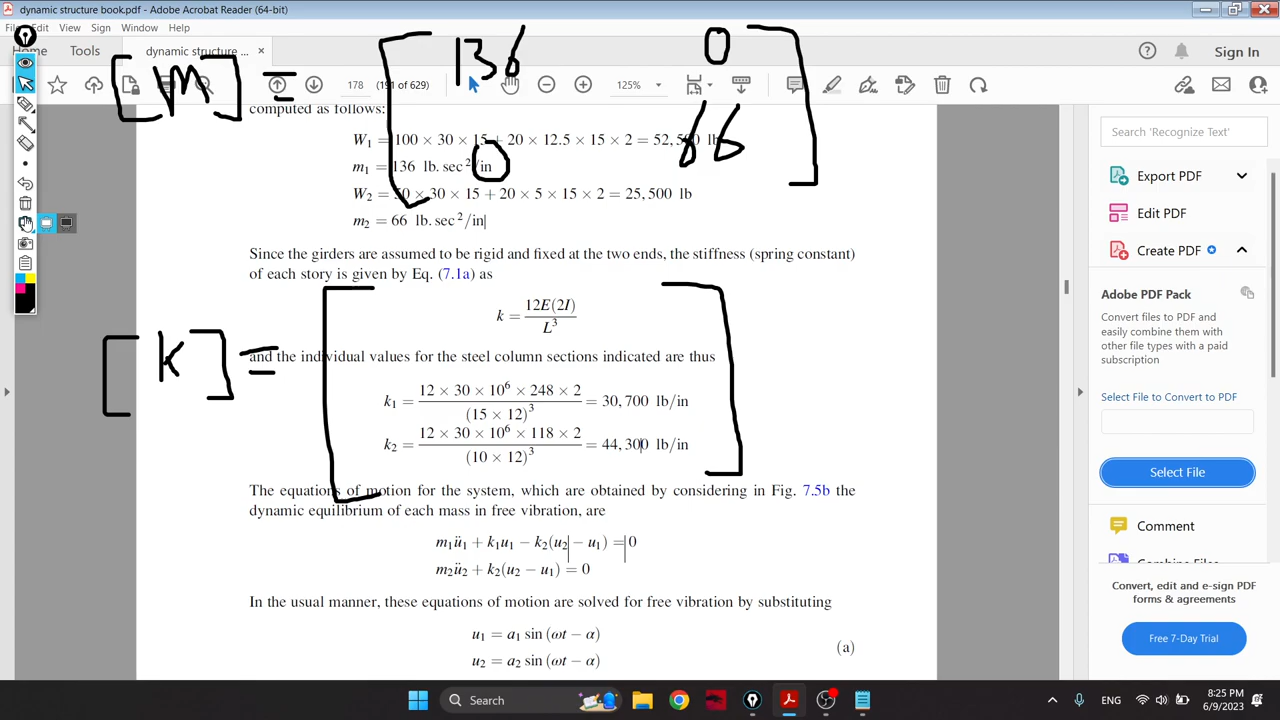 dynamic structure book.pdf - Adobe Acrobat Reader (64-bit)
File Edit View Sign Window Help
Home Tools dynamic structure ... × Sign In
178 (191 of 629) 125%
[M] = [136 0
0 66]
computed as follows:
W₁ = 100 × 30 × 15 + 20 × 12.5 × 15 × 2 = 52,500 lb
m₁ = 136 lb.sec²/in
W₂ = 50 × 30 × 15 + 20 × 5 × 15 × 2 = 25,500 lb
m₂ = 66 lb.sec²/in
Since the girders are assumed to be rigid and fixed at the two ends, the stiffness (spring constant)
of each story is given by Eq. (7.1a) as
k = 12E(2I) / L³
[K] = [ ]
and the individual values for the steel column sections indicated are thus
k₁ = 12 × 30 × 10⁶ × 248 × 2 / (15 × 12)³ = 30,700 lb/in
k₂ = 12 × 30 × 10⁶ × 118 × 2 / (10 × 12)³ = 44,300 lb/in
The equations of motion for the system, which are obtained by considering in Fig. 7.5b the
dynamic equilibrium of each mass in free vibration, are
m₁ü₁ + k₁u₁ − k₂(u₂ − u₁) = 0
m₂ü₂ + k₂(u₂ − u₁) = 0
In the usual manner, these equations of motion are solved for free vibration by substituting
u₁ = a₁ sin (ωt − α)
u₂ = a₂ sin (ωt − α)
(a)
Search 'Recognize Text'
Export PDF
Edit PDF
Create PDF
Adobe PDF Pack
Convert files to PDF and easily combine them
with other file types with a paid
subscription
Select File to Convert to PDF
Select File
Comment
Combine Files
Convert, edit and e-sign PDF
forms & agreements
Free 7-Day Trial
Search
ENG
8:25 PM
6/9/2023